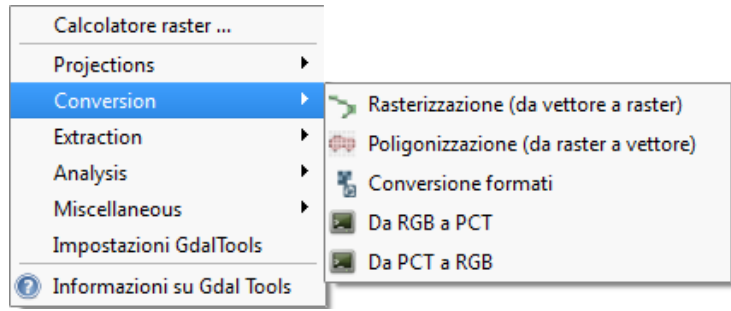 Calcolatore raster ...
Projections
Conversion
Extraction
Analysis
Miscellaneous
Impostazioni GdalTools
Informazioni su Gdal Tools
Rasterizzazione (da vettore a raster)
Poligonizzazione (da raster a vettore)
Conversione formati
Da RGB a PCT
Da PCT a RGB